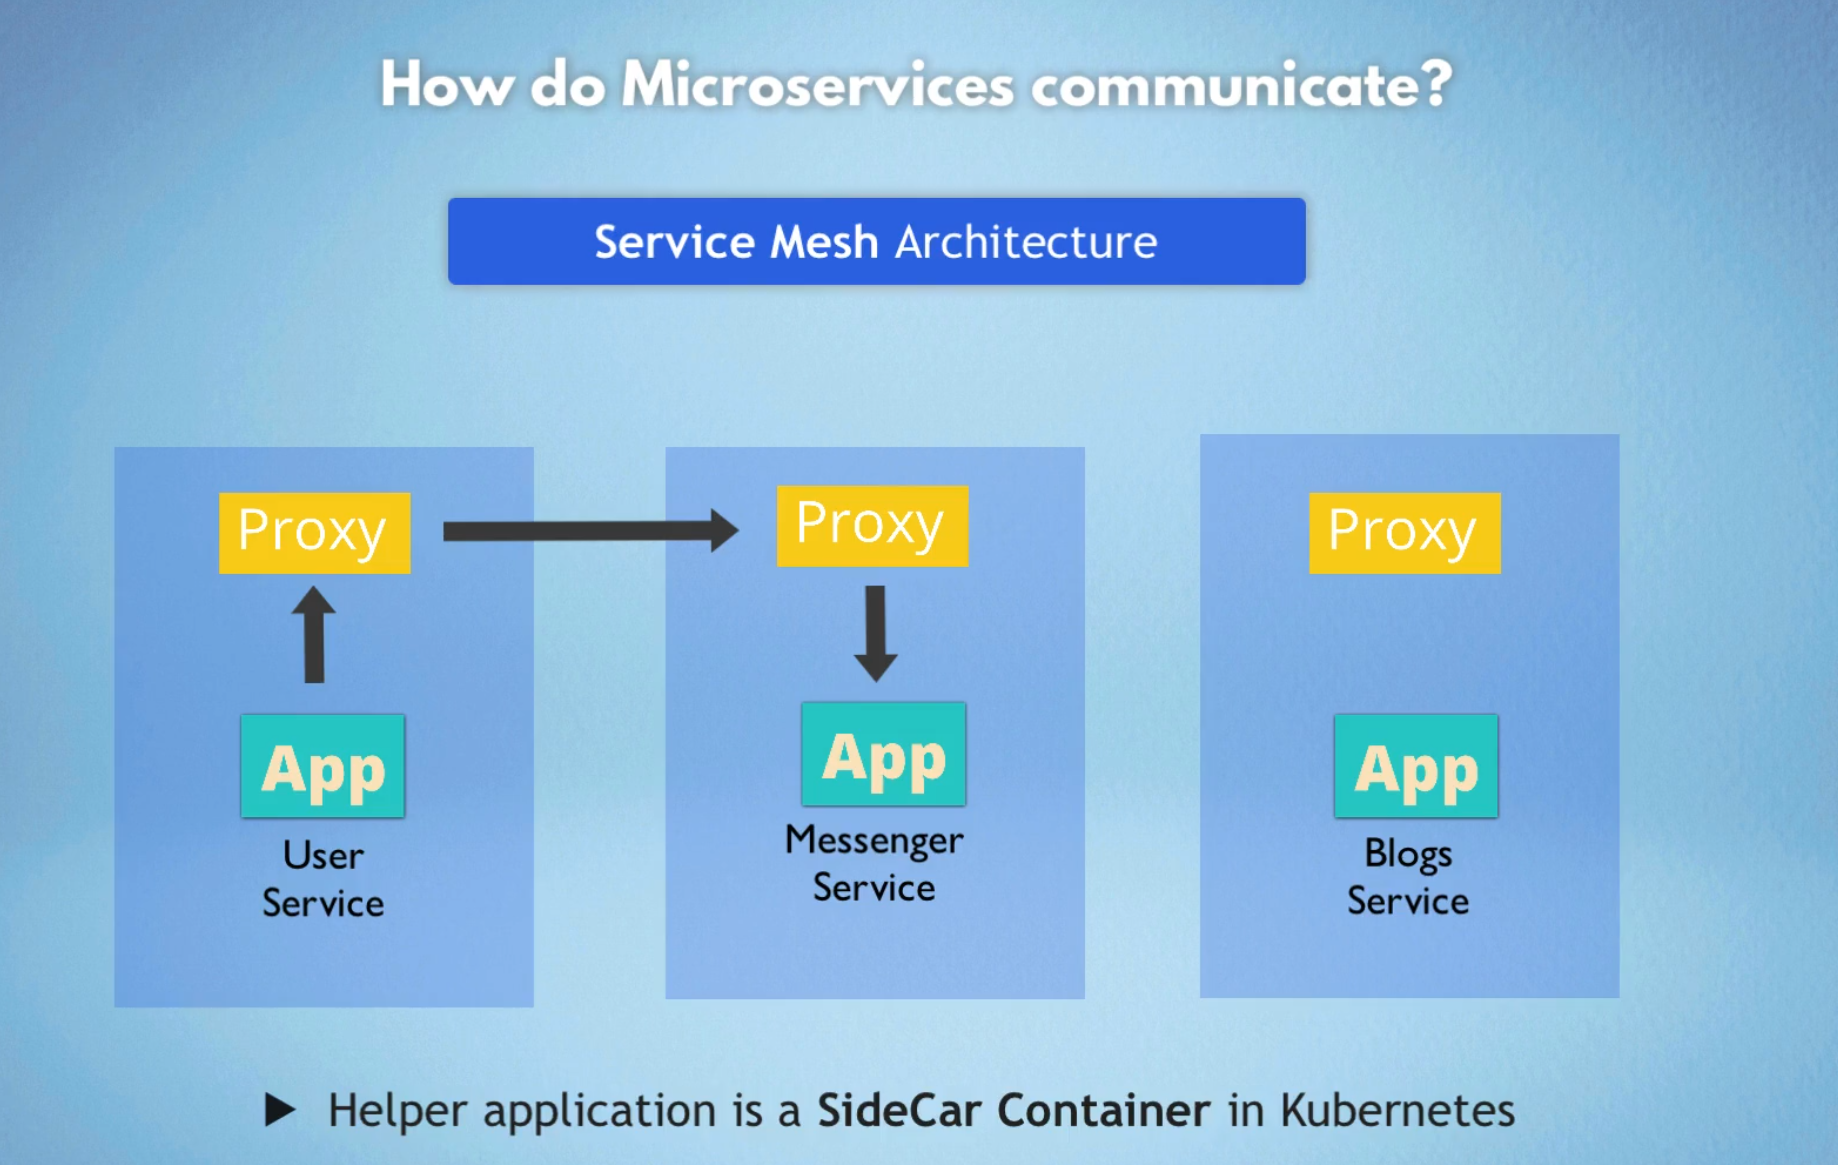 How do Microservices communicate?
Service Mesh Architecture
Proxy
App
User
Service
Proxy
App
Messenger
Service
Proxy
App
Blogs
Service
Helper application is a SideCar Container in Kubernetes